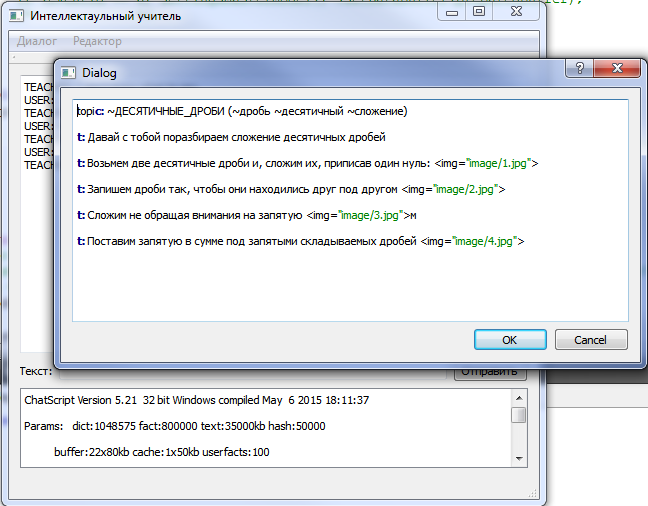 Интеллектаульный учитель
Диалог Редактор
Dialog
TEACH
USER:
TEACH
USER:
TEACH
USER:
TEACH
topic: ~ДЕСЯТИЧНЫЕ_ДРОБИ (~дробь ~десятичный ~сложение)
t: Давай с тобой поразбираем сложение десятичных дробей
t: Возьмем две десятичные дроби и, сложим их, приписав один нуль: <img="image/1.jpg">
t: Запишем дроби так, чтобы они находились друг под другом <img="image/2.jpg">
t: Сложим не обращая внимания на запятую <img="image/3.jpg">м
t: Поставим запятую в сумме под запятыми складываемых дробей <img="image/4.jpg">
OK Cancel
Текст: Отправить
ChatScript Version 5.21 32 bit Windows compiled May 6 2015 18:11:37
Params: dict:1048575 fact:800000 text:35000kb hash:50000
buffer:22x80kb cache:1x50kb userfacts:100